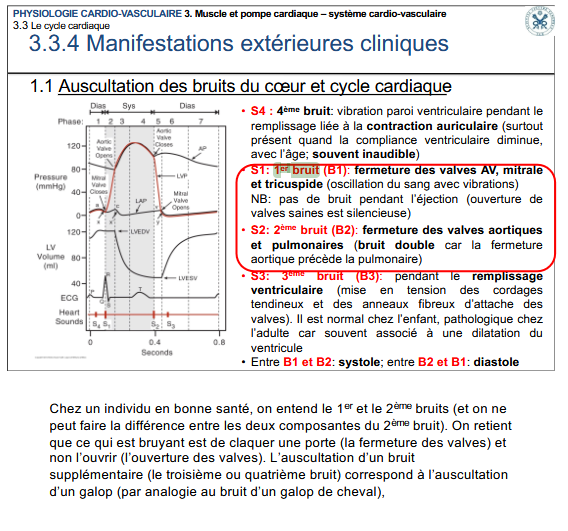 PHYSIOLOGIE CARDIO-VASCULAIRE 3. Muscle et pompe cardiaque – système cardio-vasculaire
3.3 Le cycle cardiaque
3.3.4 Manifestations extérieures cliniques
1.1 Auscultation des bruits du cœur et cycle cardiaque
Dias Sys Dias
Phase: 1 2 3 4 5 6 7
Aortic Valve Closes
Aortic Valve Opens
AP
120
Pressure (mmHg)
80
LVP
Mitral Valve Closes
Mitral Valve Opens
40
LAP
a c v
x y
0
120
LVEDV
LV Volume (ml)
80
LVESV
40
ECG
P Q R S T
Heart Sounds
S4 S1 S2 S3
0 0.4 0.8
Seconds
• S4 : 4ème bruit: vibration paroi ventriculaire pendant le
remplissage liée à la contraction auriculaire (surtout
présent quand la compliance ventriculaire diminue,
avec l'âge; souvent inaudible)
• S1: 1er bruit (B1): fermeture des valves AV, mitrale
et tricuspide (oscillation du sang avec vibrations)
NB: pas de bruit pendant l'éjection (ouverture de
valves saines est silencieuse)
• S2: 2ème bruit (B2): fermeture des valves aortiques
et pulmonaires (bruit double car la fermeture
aortique précède la pulmonaire)
• S3: 3ème bruit (B3): pendant le remplissage
ventriculaire (mise en tension des cordages
tendineux et des anneaux fibreux d'attache des
valves). Il est normal chez l'enfant, pathologique chez
l'adulte car souvent associé à une dilatation du
ventricule
• Entre B1 et B2: systole; entre B2 et B1: diastole
Chez un individu en bonne santé, on entend le 1er et le 2ème bruits (et on ne
peut faire la différence entre les deux composantes du 2ème bruit). On retient
que ce qui est bruyant est de claquer une porte (la fermeture des valves) et
non l'ouvrir (l'ouverture des valves). L'auscultation d'un bruit
supplémentaire (le troisième ou quatrième bruit) correspond à l'auscultation
d'un galop (par analogie au bruit d'un galop de cheval),